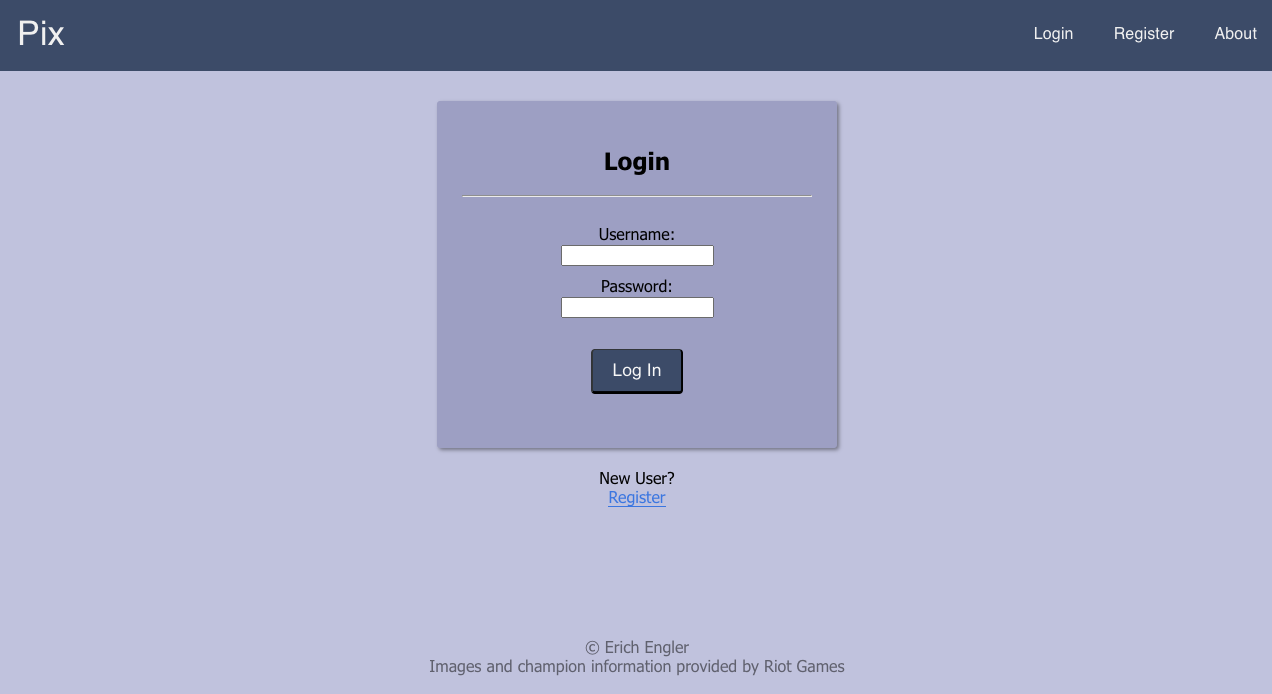 Pix
Login Register About
Login
Username:
Password:
Log In
New User?
Register
© Erich Engler
Images and champion information provided by Riot Games